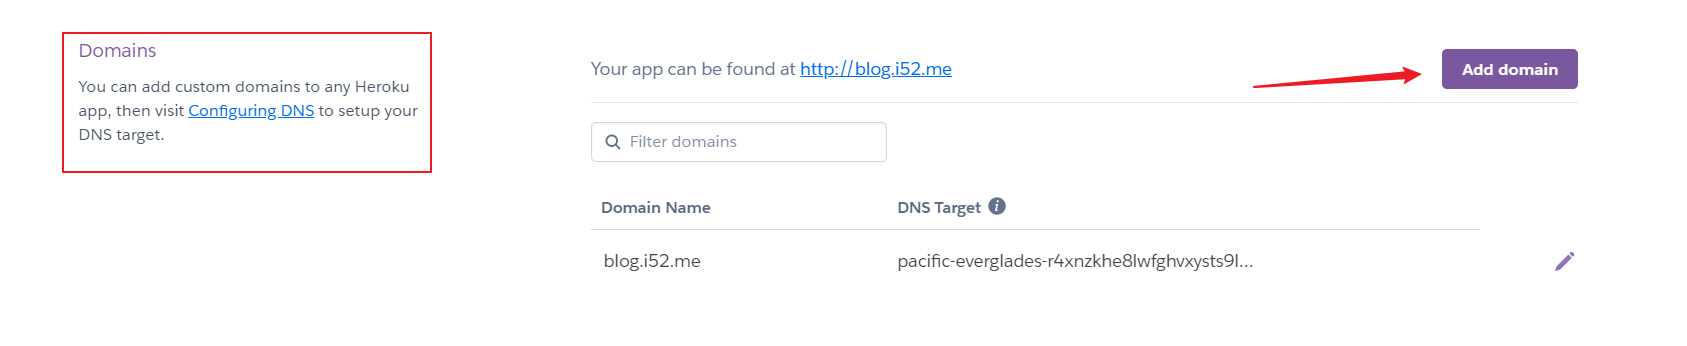 Domains
You can add custom domains to any Heroku
app, then visit Configuring DNS to setup your
DNS target.
Your app can be found at http://blog.i52.me
Add domain
Filter domains
Domain Name DNS Target
blog.i52.me pacific-everglades-r4xnzkhe8lwfghvxysts9l...